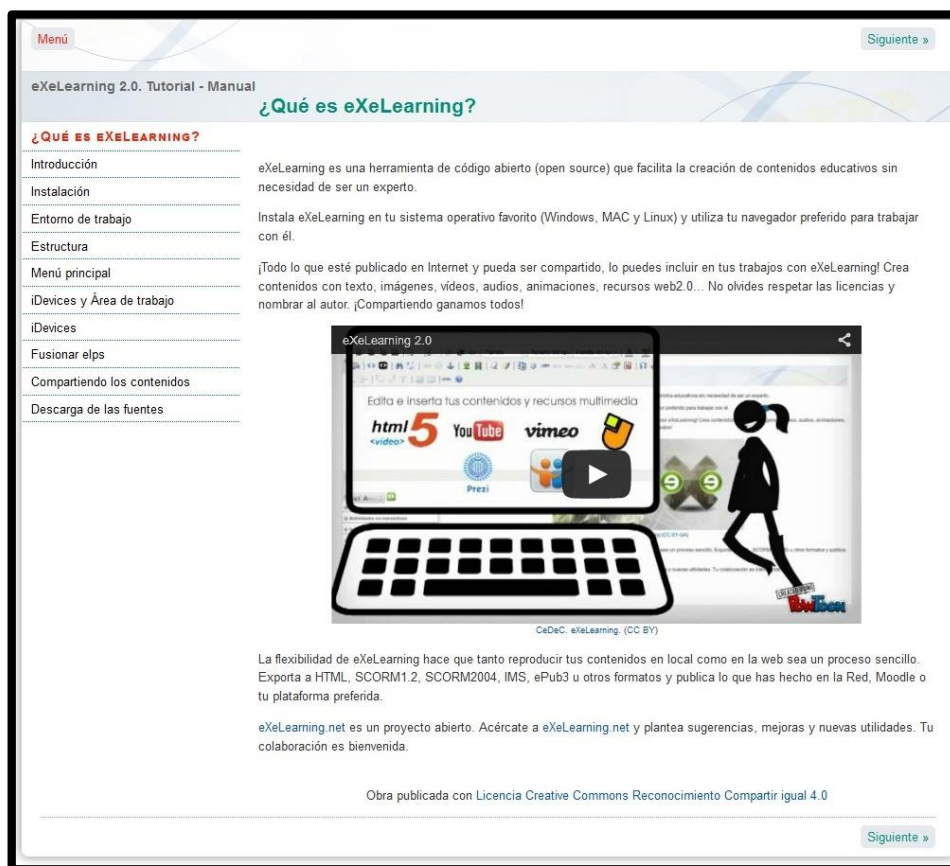 Menú
Siguiente »
eXeLearning 2.0. Tutorial - Manual
¿Qué es eXeLearning?
¿QUÉ ES EXELEARNING?
Introducción
Instalación
Entorno de trabajo
Estructura
Menú principal
iDevices y Área de trabajo
iDevices
Fusionar elps
Compartiendo los contenidos
Descarga de las fuentes
eXeLearning es una herramienta de código abierto (open source) que facilita la creación de contenidos educativos sin
necesidad de ser un experto.
Instala eXeLearning en tu sistema operativo favorito (Windows, MAC y Linux) y utiliza tu navegador preferido para trabajar
con él.
¡Todo lo que esté publicado en Internet y pueda ser compartido, lo puedes incluir en tus trabajos con eXeLearning! Crea
contenidos con texto, imágenes, vídeos, audios, animaciones, recursos web2.0... No olvides respetar las licencias y
nombrar al autor. ¡Compartiendo ganamos todos!
eXeLearning 2.0
Edita e inserta tus contenidos y recursos multimedia
html5
<video>
YouTube
vimeo
Prezi
PowToon
CeDeC. eXeLearning. (CC BY)
La flexibilidad de eXeLearning hace que tanto reproducir tus contenidos en local como en la web sea un proceso sencillo.
Exporta a HTML, SCORM1.2, SCORM2004, IMS, ePub3 u otros formatos y publica lo que has hecho en la Red, Moodle o
tu plataforma preferida.
eXeLearning.net es un proyecto abierto. Acércate a eXeLearning.net y plantea sugerencias, mejoras y nuevas utilidades. Tu
colaboración es bienvenida.
Obra publicada con Licencia Creative Commons Reconocimiento Compartir igual 4.0
Siguiente »